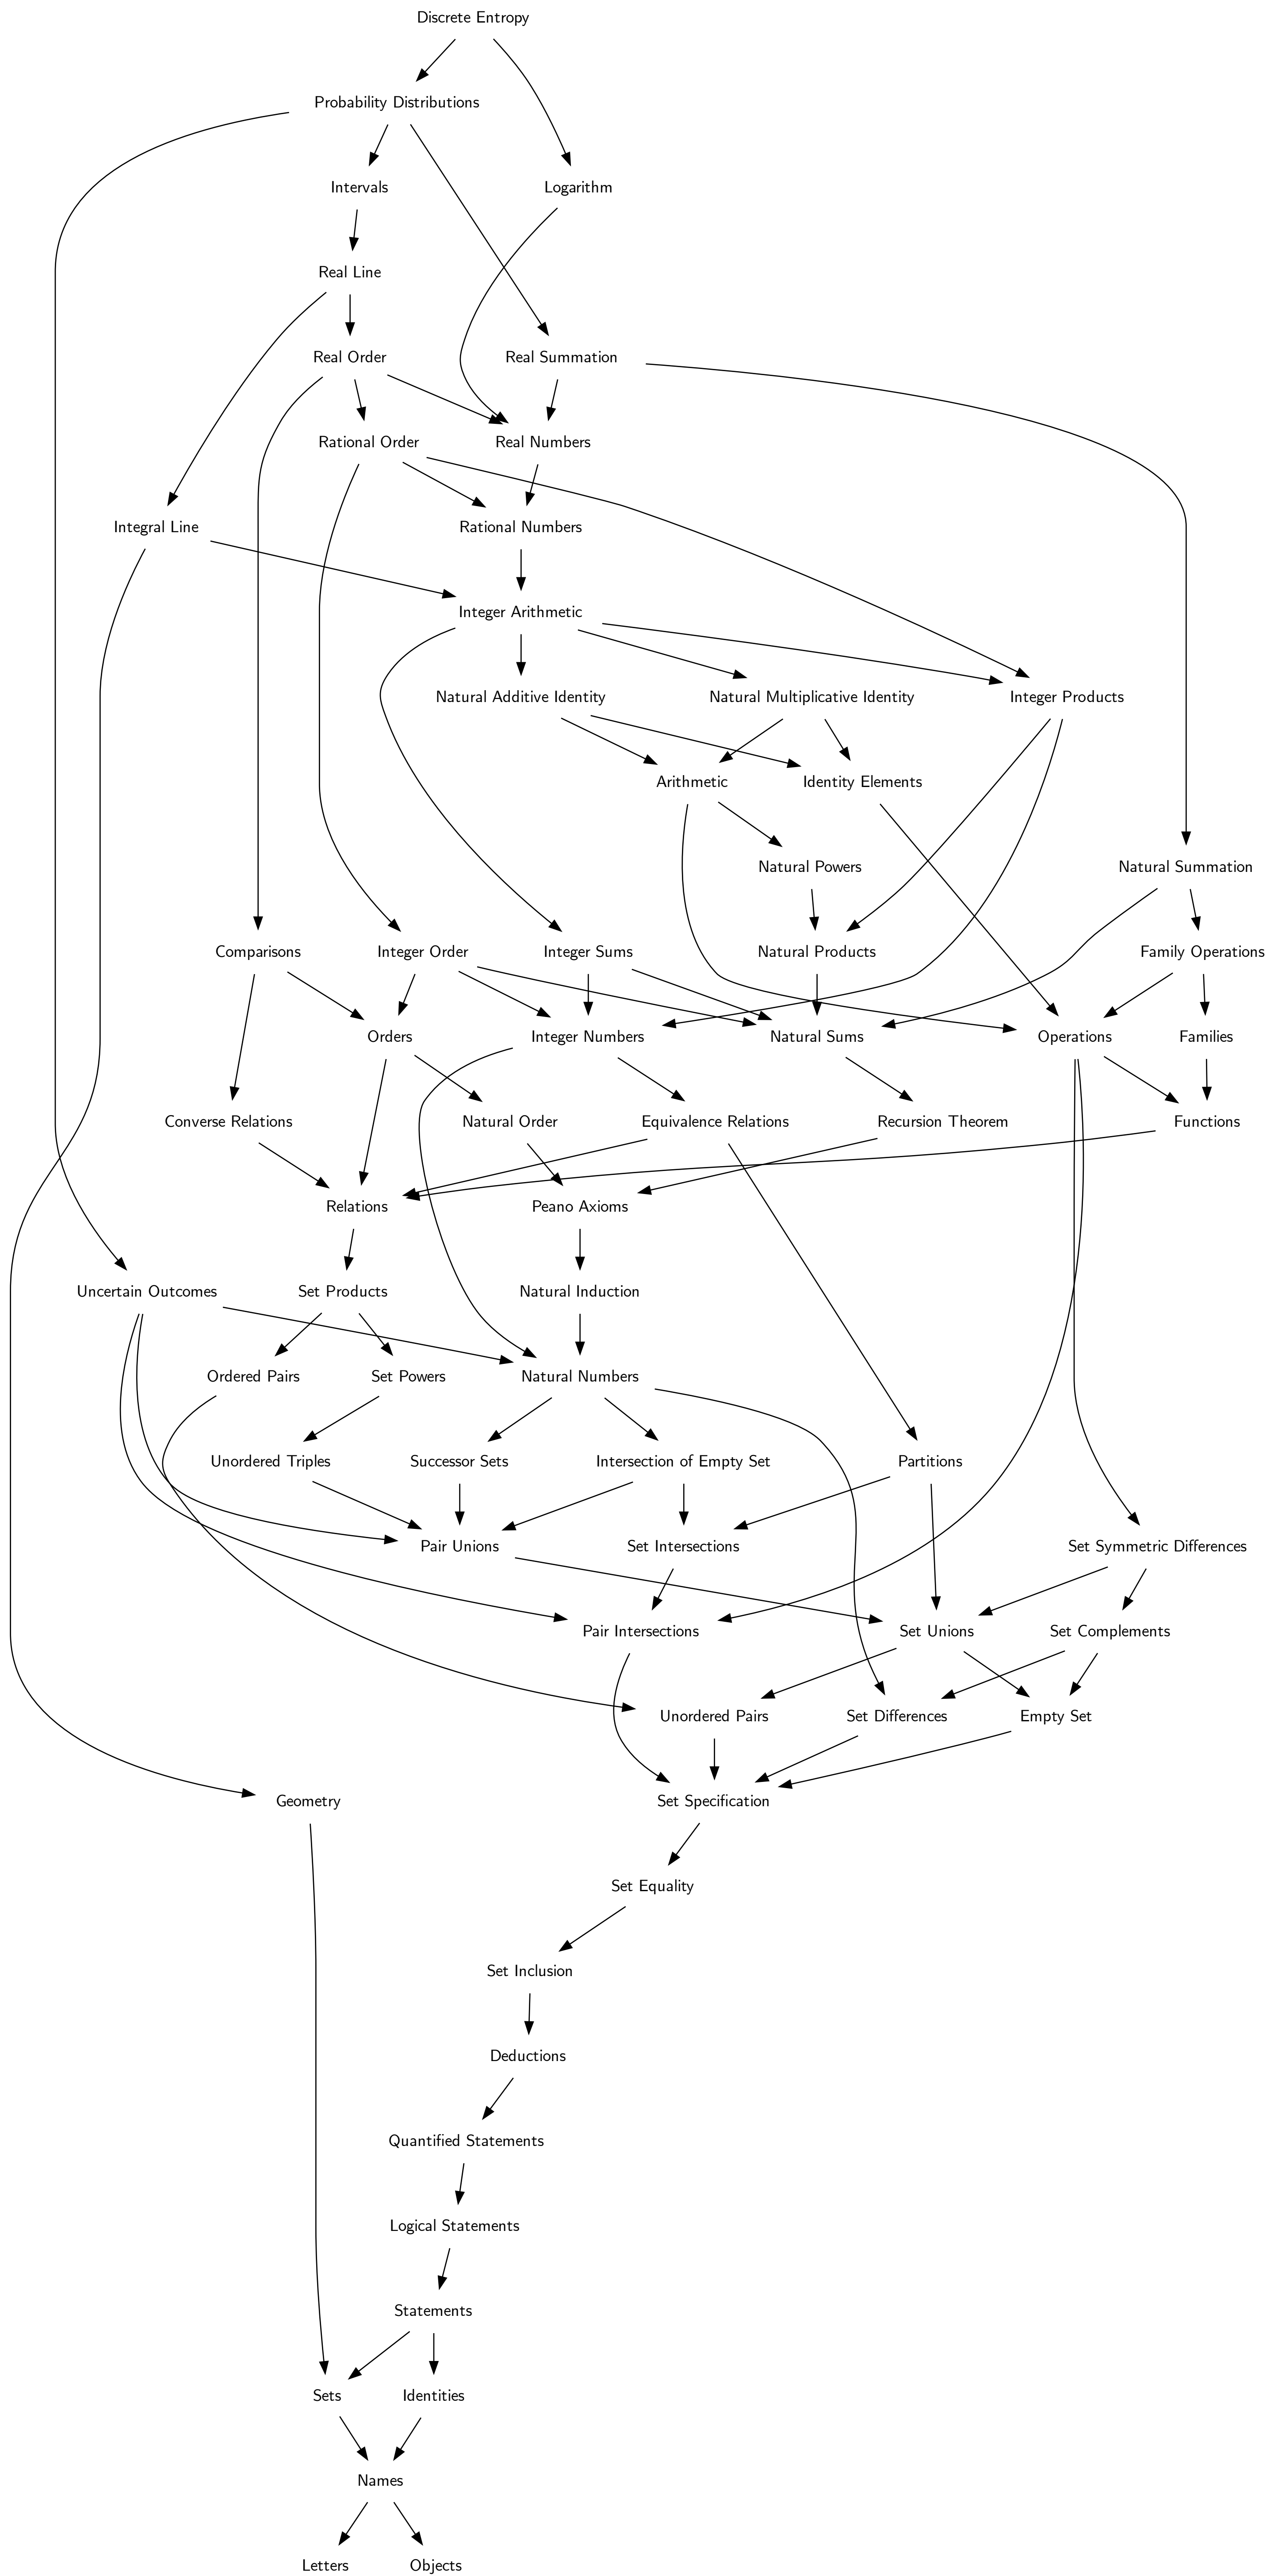 Discrete Entropy
Probability Distributions
Intervals
Logarithm
Real Line
Real Order
Real Summation
Rational Order
Real Numbers
Integral Line
Rational Numbers
Integer Arithmetic
Natural Additive Identity
Natural Multiplicative Identity
Integer Products
Arithmetic
Identity Elements
Natural Powers
Natural Summation
Comparisons
Integer Order
Integer Sums
Natural Products
Family Operations
Orders
Integer Numbers
Natural Sums
Operations
Families
Converse Relations
Natural Order
Equivalence Relations
Recursion Theorem
Functions
Relations
Peano Axioms
Uncertain Outcomes
Set Products
Natural Induction
Ordered Pairs
Set Powers
Natural Numbers
Unordered Triples
Successor Sets
Intersection of Empty Set
Partitions
Pair Unions
Set Intersections
Set Symmetric Differences
Pair Intersections
Set Unions
Set Complements
Unordered Pairs
Set Differences
Empty Set
Geometry
Set Specification
Set Equality
Set Inclusion
Deductions
Quantified Statements
Logical Statements
Statements
Sets
Identities
Names
Letters
Objects